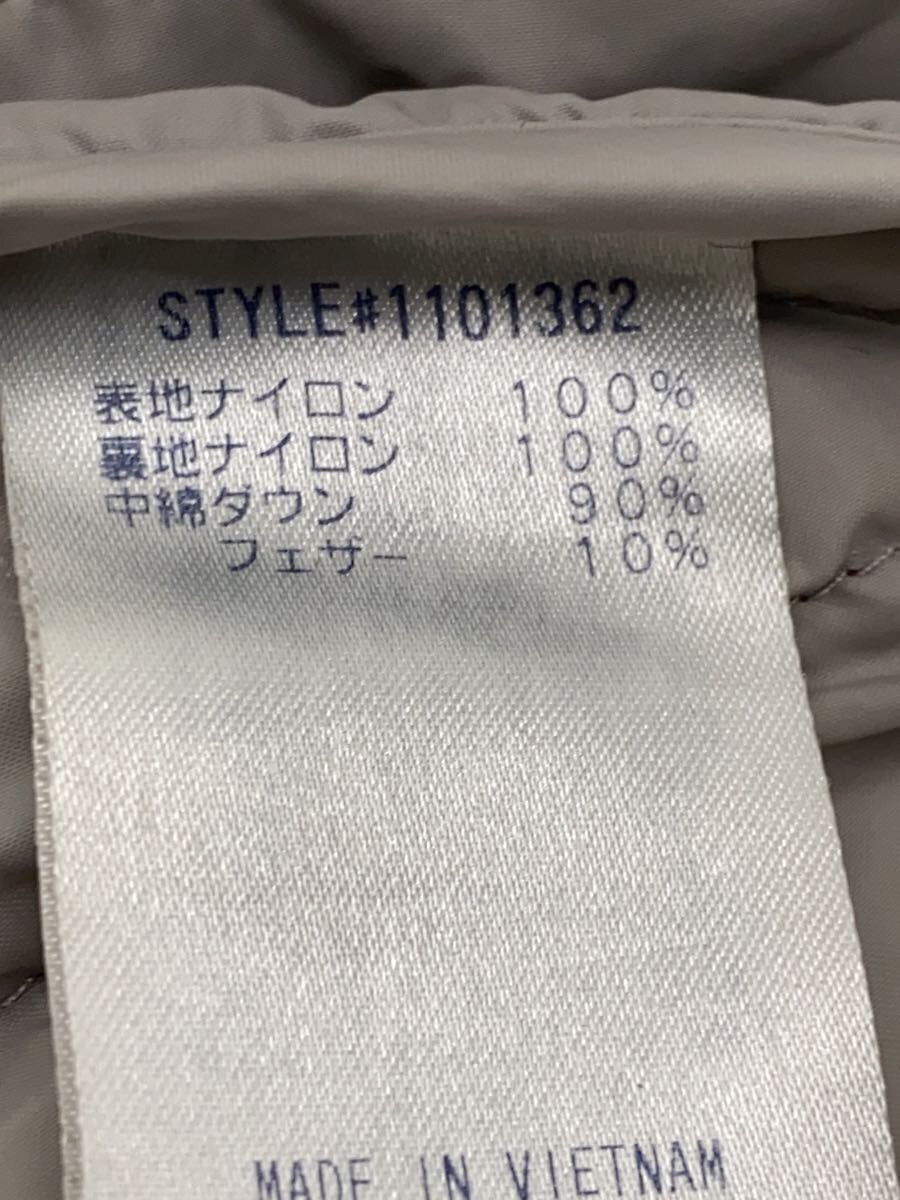 STYLE#1101362
表地ナイロン 100%
裏地ナイロン 100%
中綿ダウン 90%
フェザー 10%
MADE IN VIETNAM